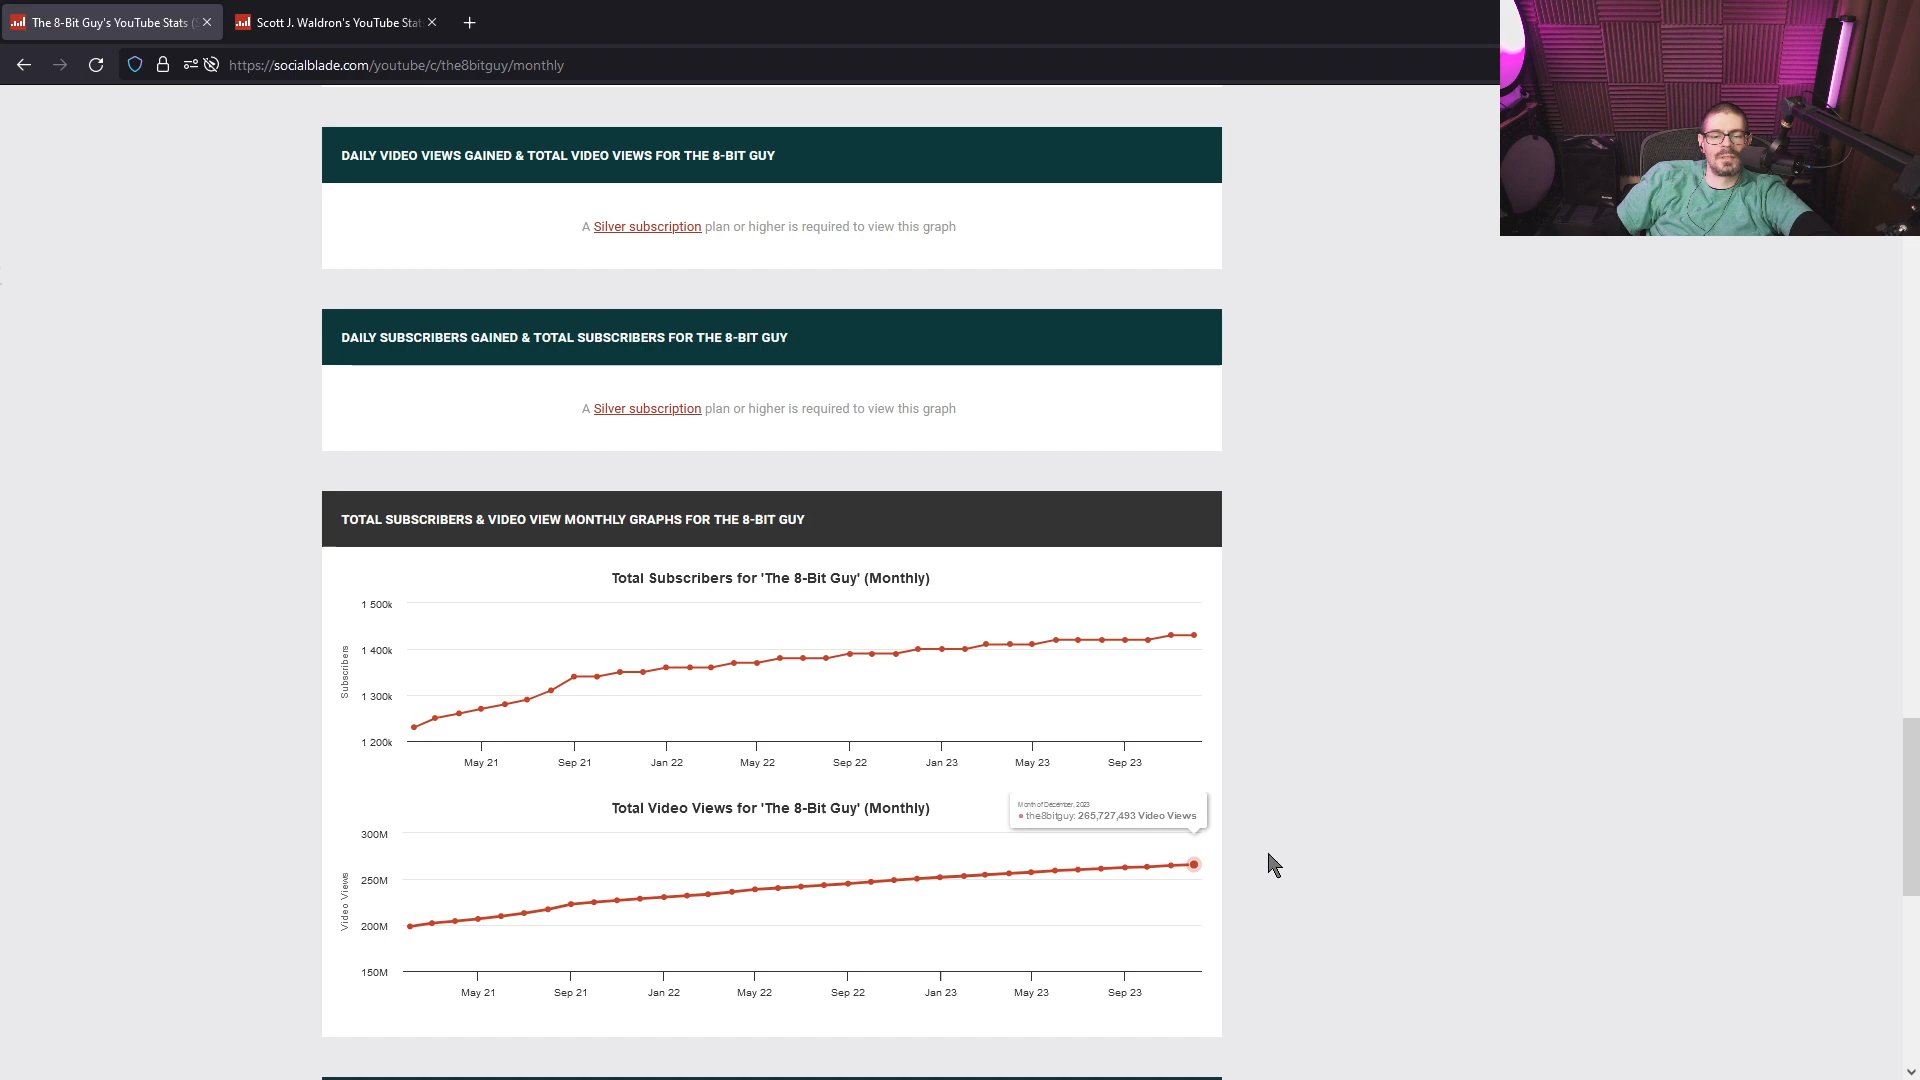 The 8-Bit Guy's YouTube Stats (
Scott J. Waldron's YouTube Stat
https://socialblade.com/youtube/c/the8bitguy/monthly
DAILY VIDEO VIEWS GAINED & TOTAL VIDEO VIEWS FOR THE 8-BIT GUY
A Silver subscription plan or higher is required to view this graph
DAILY SUBSCRIBERS GAINED & TOTAL SUBSCRIBERS FOR THE 8-BIT GUY
A Silver subscription plan or higher is required to view this graph
TOTAL SUBSCRIBERS & VIDEO VIEW MONTHLY GRAPHS FOR THE 8-BIT GUY
Total Subscribers for 'The 8-Bit Guy' (Monthly)
Subscribers
1 500k
1 400k
1 300k
1 200k
May 21 Sep 21 Jan 22 May 22 Sep 22 Jan 23 May 23 Sep 23
Total Video Views for 'The 8-Bit Guy' (Monthly)
Month of December, 2023
the8bitguy: 265,727,493 Video Views
Video Views
300M
250M
200M
150M
May 21 Sep 21 Jan 22 May 22 Sep 22 Jan 23 May 23 Sep 23